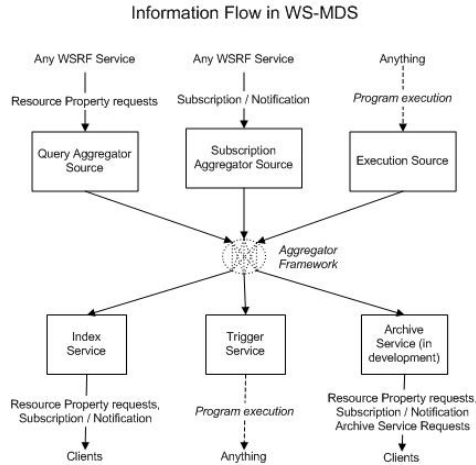 Information Flow in WS-MDS
Any WSRF Service
Any WSRF Service
Anything
Resource Property requests
Subscription / Notification
Program execution
Query Aggregator
Source
Subscription
Aggregator Source
Execution Source
Aggregator
Framework
Index
Service
Trigger
Service
Archive
Service (in
development)
Resource Property requests,
Subscription / Notification
Program execution
Resource Property requests,
Subscription / Notification
Archive Service Requests
Clients
Anything
Clients